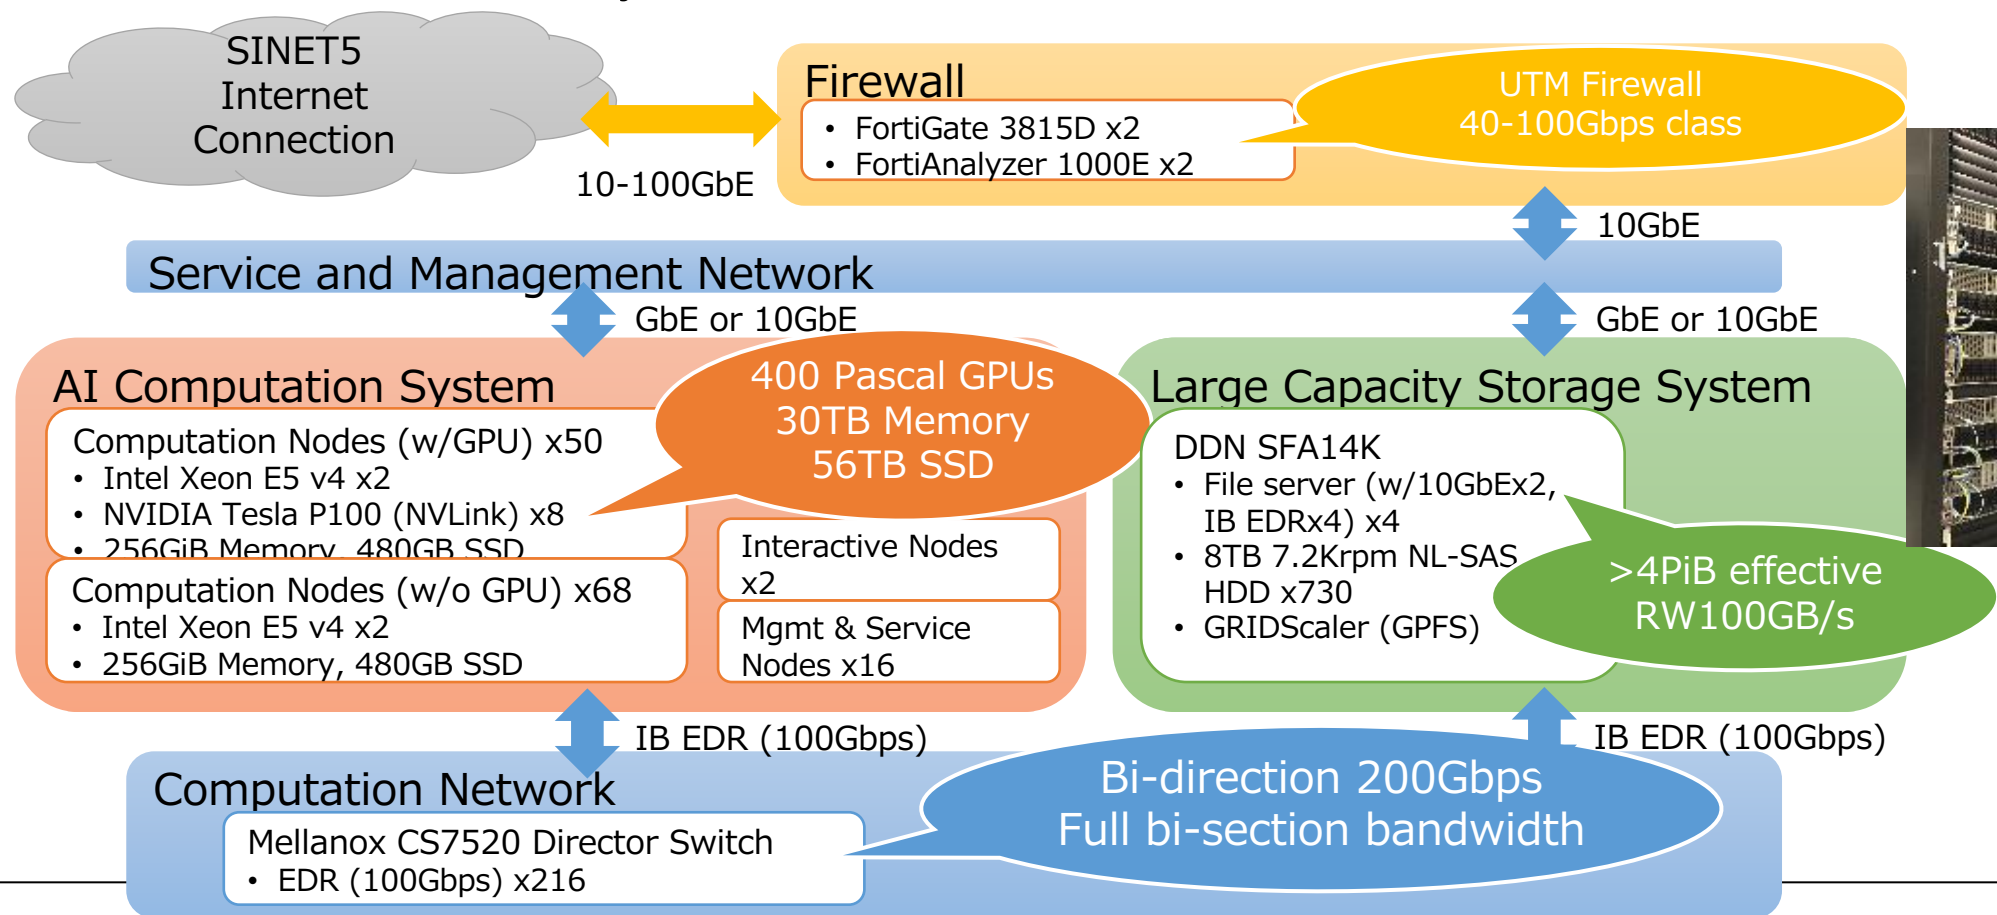 SINET5
Internet
Connection
10-100GbE
Firewall
• FortiGate 3815D x2
• FortiAnalyzer 1000E x2
UTM Firewall
40-100Gbps class
10GbE
Service and Management Network
GbE or 10GbE
GbE or 10GbE
AI Computation System
Computation Nodes (w/GPU) x50
• Intel Xeon E5 v4 x2
• NVIDIA Tesla P100 (NVLink) x8
• 256GiB Memory, 480GB SSD
400 Pascal GPUs
30TB Memory
56TB SSD
Computation Nodes (w/o GPU) x68
• Intel Xeon E5 v4 x2
• 256GiB Memory, 480GB SSD
Interactive Nodes
x2
Mgmt & Service
Nodes x16
Large Capacity Storage System
DDN SFA14K
• File server (w/10GbEx2,
IB EDRx4) x4
• 8TB 7.2Krpm NL-SAS
HDD x730
• GRIDScaler (GPFS)
>4PiB effective
RW100GB/s
IB EDR (100Gbps)
IB EDR (100Gbps)
Computation Network
Mellanox CS7520 Director Switch
• EDR (100Gbps) x216
Bi-direction 200Gbps
Full bi-section bandwidth